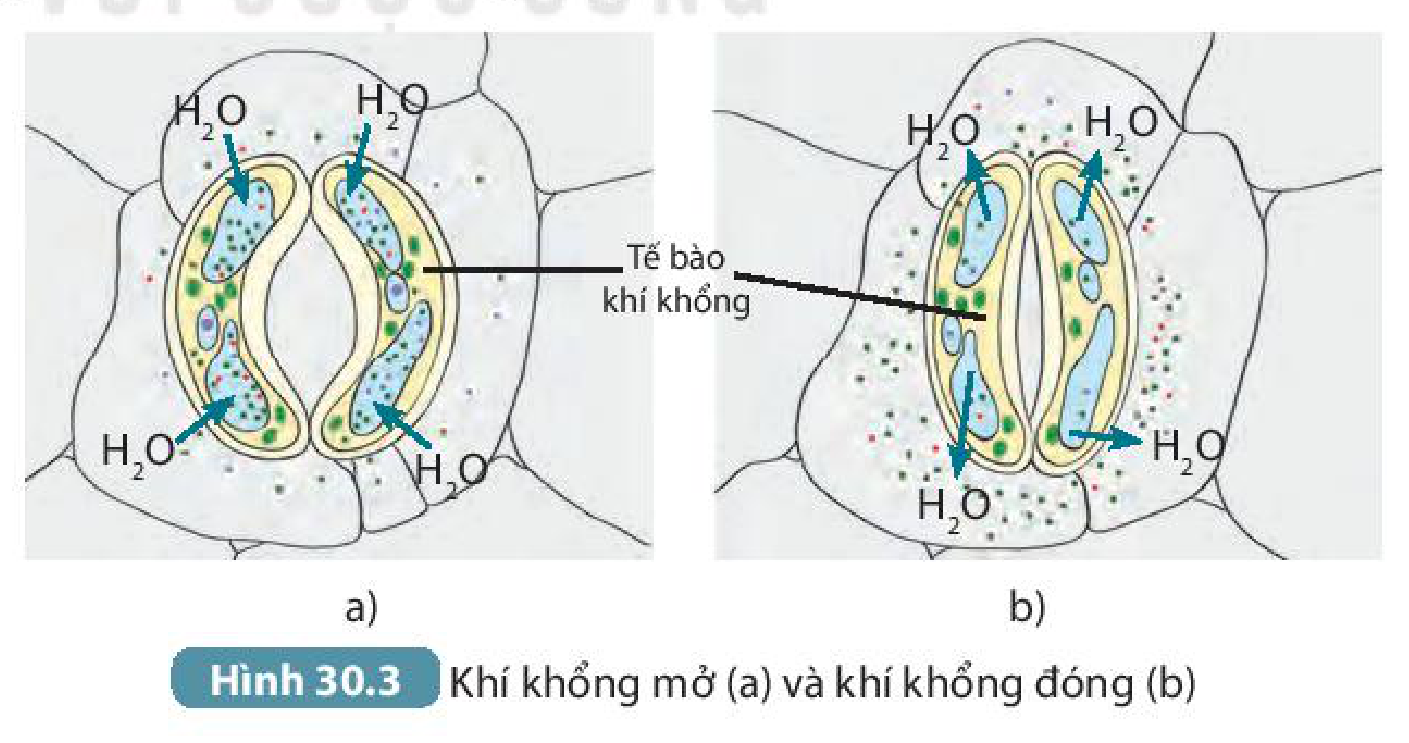 H₂O
H₂O
H₂O
H₂O
Tế bào
khí khổng
H₂O
H₂O
H₂O
H₂O
a)
b)
Hình 30.3 Khí khổng mở (a) và khí khổng đóng (b)